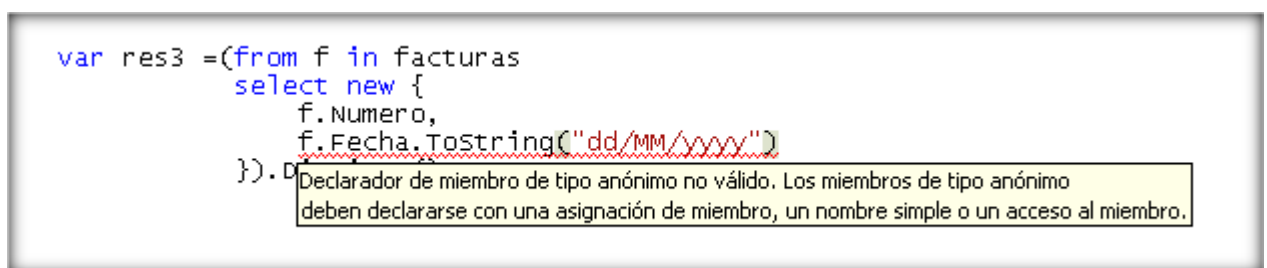 var res3 =(from f in facturas
select new {
f.Numero,
f.Fecha.ToString("dd/MM/yyyy")
}).
Declarador de miembro de tipo anónimo no válido. Los miembros de tipo anónimo
deben declararse con una asignación de miembro, un nombre simple o un acceso al miembro.